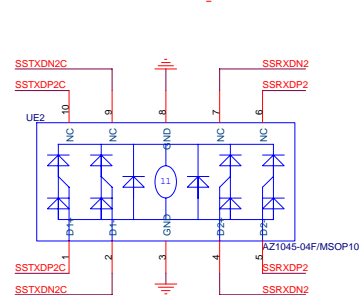 SSTXDN2C
SSRXDN2
SSTXDP2C
SSRXDP2
10
9
8
7
6
UE2
NC
NC
GND
NC
NC
11
D1+
D1-
GND
D2+
D2-
AZ1045-04F/MSOP10
1
2
3
4
5
SSTXDP2C
SSRXDP2
SSTXDN2C
SSRXDN2